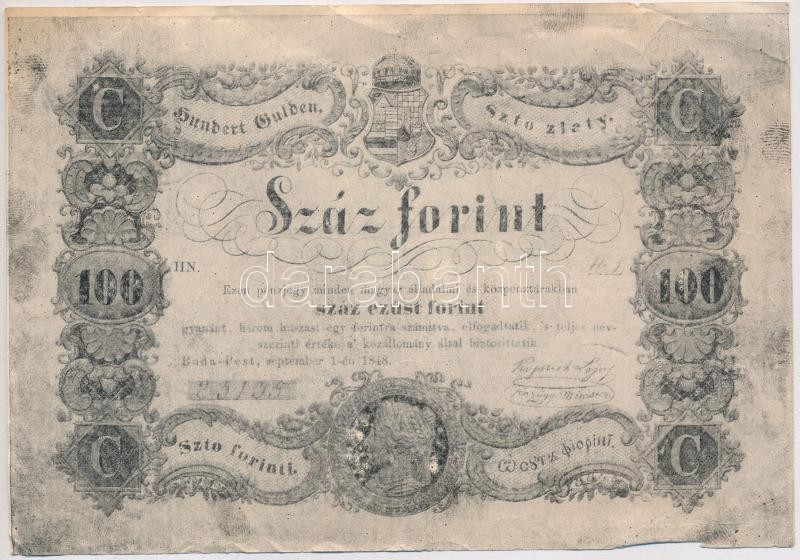 C
Hundert Gulden.
Szto zlaty.
C
Száz forint
HN.
100
100
Ezen pénzjegy minden magyar álladalmi és közpénztárakban
száz ezüst forint
gyanánt, három huszast egy forintra számítva, elfogadtatik, 's teljes név-
szerinti értéke a' közállomány által biztosíttatik.
Buda-Pest, september 1-én 1848.
Kossuth Lajos
darabanth
C
Szto forinti.
C